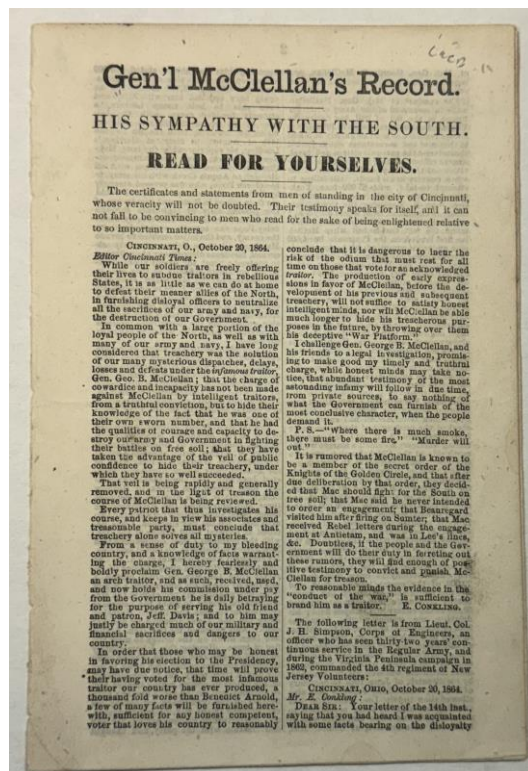 Gen'l McClellan's Record.
HIS SYMPATHY WITH THE SOUTH.
READ FOR YOURSELVES.
The certificates and statements from men of standing in the city of Cincinnati,
whose veracity will not be doubted. Their testimony speaks for itself, and it can
not fail to be convincing to men who read for the sake of being enlightened relative
to so important matters.
CINCINNATI, O., October 20, 1864.
Editor Cincinnati Times:
While our soldiers are freely offering
their lives to subdue traitors in rebellious
States, it is as little as we can do at home
to defeat their meaner allies of the North,
in furnishing disloyal officers to neutralize
all the sacrifices of our army and navy, for
the destruction of our Government.
In common with a large portion of the
loyal people of the North, as well as with
many of our army and navy, I have long
considered that treachery was the solution
of our many mysterious dispatches, delays,
losses and defeats under the infamous traitor,
Gen. Geo. B. McClellan; that the charge of
cowardice and incapacity has not been made
against McClellan by intelligent traitors,
from a truthful conviction, but to hide their
knowledge of the fact that he was one of
their own sworn number, and that he had
the qualities of courage and capacity to de-
stroy our army and Government in fighting
their battles on free soil; that they have
taken the advantage of the veil of public
confidence to hide their treachery, under
which they have so well succeeded.
That veil is being rapidly and generally
removed, and in the light of treason the
course of McClellan is being reviewed.
Every patriot that thus investigates his
course, and keeps in view his associates and
treasonable party, must conclude that
treachery alone solves all mysteries.
From a sense of duty to my bleeding
country, and a knowledge of facts warrant-
ing the charge, I hereby fearlessly and
boldly proclaim Gen. George B. McClellan
an arch traitor, and as such, received, used,
and now holds his commission under pay
from the Government he is daily betraying
for the purpose of serving his old friend
and patron, Jeff. Davis; and to him may
justly be charged much of our military and
financial sacrifices and dangers to our
country.
In order that those who may be honest
in favoring his election to the Presidency,
may have due notice, that time will prove
their having voted for the most infamous
traitor our country has ever produced, a
thousand fold worse than Benedict Arnold,
a few of many facts will be furnished here-
with, sufficient for any honest competent,
voter that loves his country to reasonably
conclude that it is dangerous to incur the
risk of the odium that must rest for all
time on those that vote for an acknowledged
traitor. The production of early expres-
sions in favor of McClellan, before the de-
velopment of his previous and subsequent
treachery, will not suffice to satisfy honest
intelligent minds, nor will McClellan be able
much longer to hide his treacherous pur-
poses in the future, by throwing over them
his deceptive "War Platform."
I challenge Gen. George B. McClellan, and
his friends to a legal investigation, promis-
ing to make good my timely and truthful
charge, while honest minds may take no-
tice, that abundant testimony of the most
astounding infamy will follow in due time,
from private sources, to say nothing of
what the Government can furnish of the
most conclusive character, when the people
demand it.
P. S.—"Where there is much smoke,
there must be some fire." "Murder will
out."
It is rumored that McClellan is known to
be a member of the secret order of the
Knights of the Golden Circle, and that after
due deliberation by that order, they decid-
ed that Mac should fight for the South on
free soil; that Mac said he never intended
to order an engagement; that Beauregard
visited him after firing on Sumter; that Mac
received Rebel letters during the engage-
ment at Antietam, and was in Lee's lines,
&c. Doubtless, if the people and the Gov-
ernment will do their duty in ferreting out
these rumors, they will find enough of pos-
itive testimony to convict and punish Mc-
Clellan for treason.
To reasonable minds the evidence in the
"conduct of the war," is sufficient to
brand him as a traitor. E. CONKLING.
The following letter is from Lieut. Col.
J. H. Simpson, Corps of Engineers, an
officer who has seen thirty-two years' con-
tinuous service in the Regular Army, and
during the Virginia Peninsula campaign in
1862, commanded the 4th regiment of New
Jersey Volunteers:
CINCINNATI, OHIO, October 20, 1864.
Mr. E. Conkling:
DEAR SIR: Your letter of the 14th inst.,
saying that you had heard I was acquainted
with some facts bearing on the disloyalty